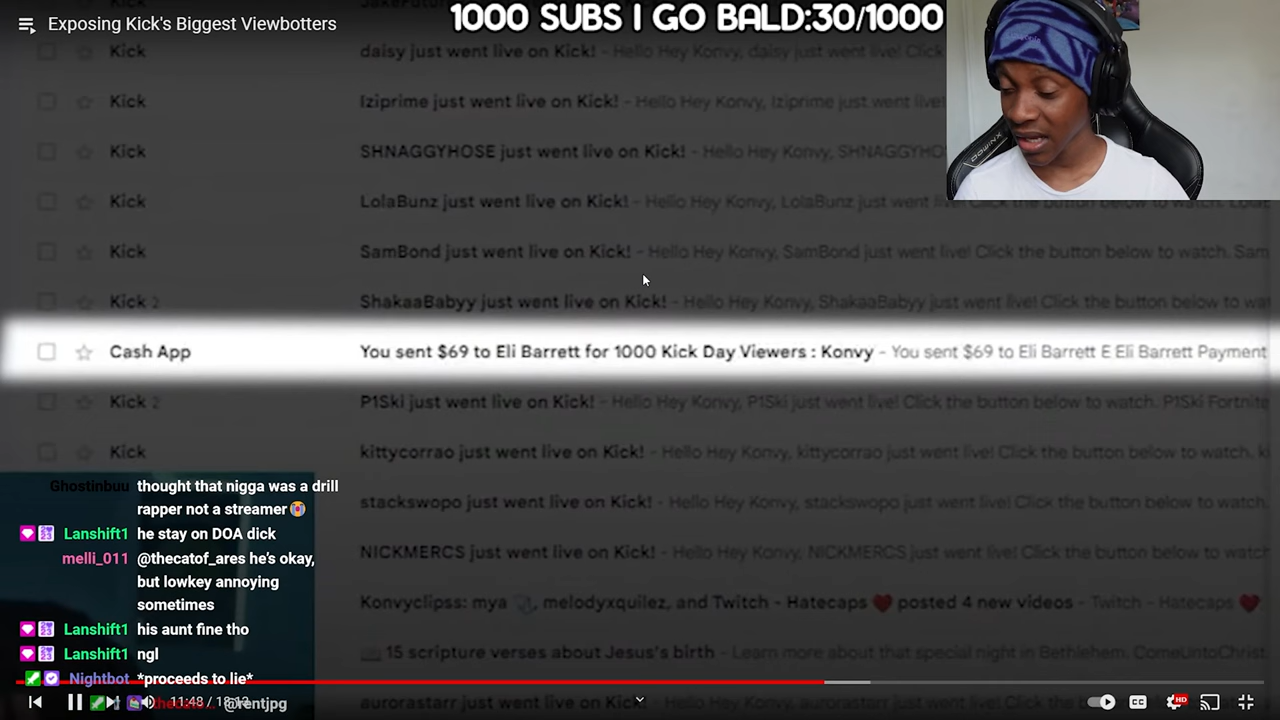 Exposing Kick's Biggest Viewbotters
1000 SUBS I GO BALD:30/1000
daisy just went live on Kick! - Hello Hey Konvy, daisy just went live! Click
Kick Iziprime just went live on Kick! - Hello Hey Konvy, Iziprime just went live!
Kick SHNAGGYHOSE just went live on Kick! - Hello Hey Konvy, SHNAGGYHO
Kick LolaBunz just went live on Kick! - Hello Hey Konvy, LolaBunz just went live! Click the button below to watch.
Kick SamBond just went live on Kick! - Hello Hey Konvy, SamBond just went live! Click the button below to watch. Sam
Kick 2 ShakaaBabyy just went live on Kick! - Hello Hey Konvy, ShakaaBabyy just went live! Click the button below to wat
Cash App You sent $69 to Eli Barrett for 1000 Kick Day Viewers : Konvy - You sent $69 to Eli Barrett E Eli Barrett Payment
Kick 2 P1Ski just went live on Kick! - Hello Hey Konvy, P1Ski just went live! Click the button below to watch. P1Ski Fortnite
Kick kittycorrao just went live on Kick! - Hello Hey Konvy, kittycorrao just went live! Click the button below to watch. ki
stackswopo just went live on Kick! - Hello Hey Konvy, stackswopo just went live! Click the button below to watch.
NICKMERCS just went live on Kick! - Hello Hey Konvy, NICKMERCS just went live! Click the button below to watch
Konvyclipss: mya, melodyxquilez, and Twitch - Hatecaps ❤️ posted 4 new videos - Twitch - Hatecaps ❤️
15 scripture verses about Jesus's birth - Learn more about that special night in Bethlehem. ComeUntoChrist.
aurorastarr just went live on Kick! - Hello Hey Konvy, aurorastarr just went live! Click the button below to watch.
Ghostinbuu thought that nigga was a drill
rapper not a streamer😭
Lanshift1 he stay on DOA dick
melli_011 @thecatof_ares he's okay,
but lowkey annoying
sometimes
Lanshift1 his aunt fine tho
Lanshift1 ngl
Nightbot *proceeds to lie*
@rentjpg
11:48 / 18:13
CC
HD